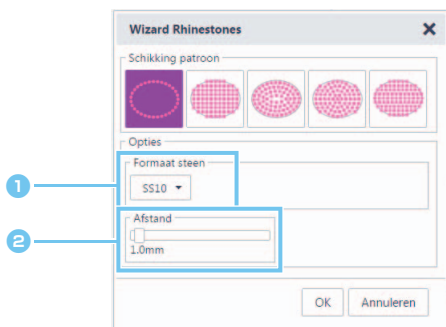 Wizard Rhinestones
Schikking patroon
Opties
Formaat steen
1
SS10
Afstand
2
1.0mm
OK Annuleren